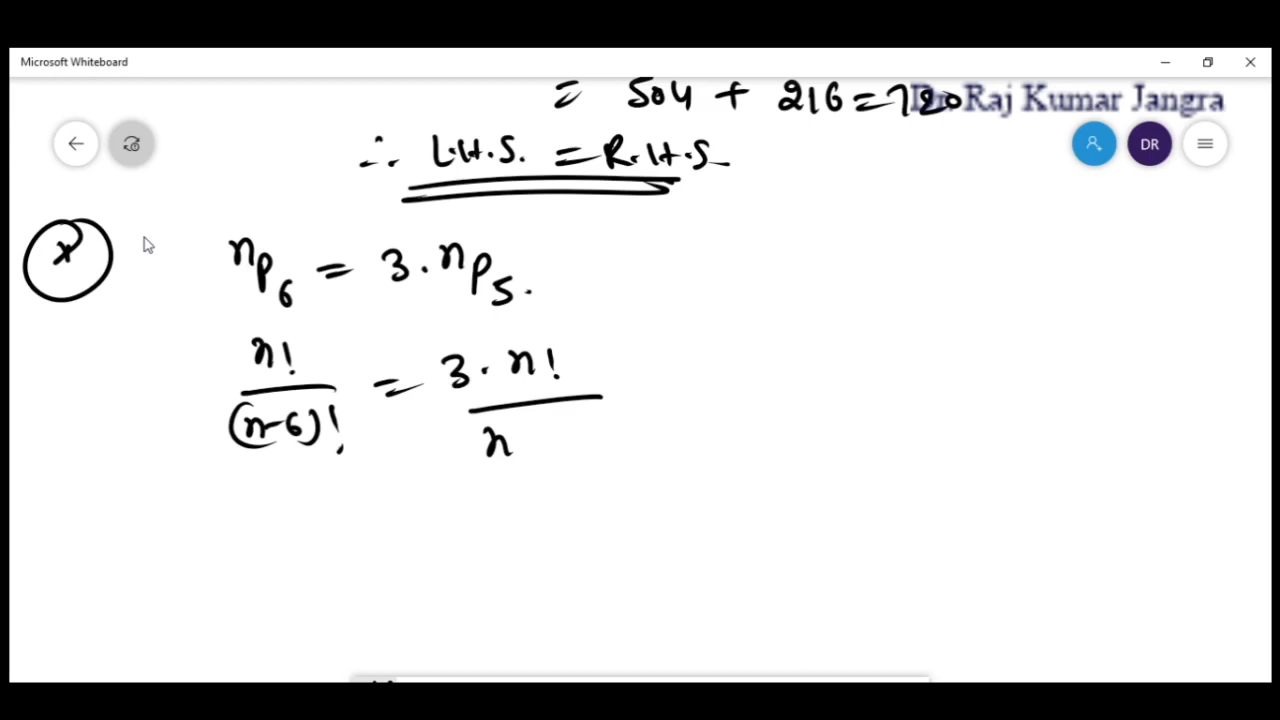 Microsoft Whiteboard
= 504 + 216 = 720
Dr. Raj Kumar Jangra
∴ L.H.S. = R.H.S.
DR
nP6 = 3 · nP5.
n! / (n-6)! = 3 · n! / n